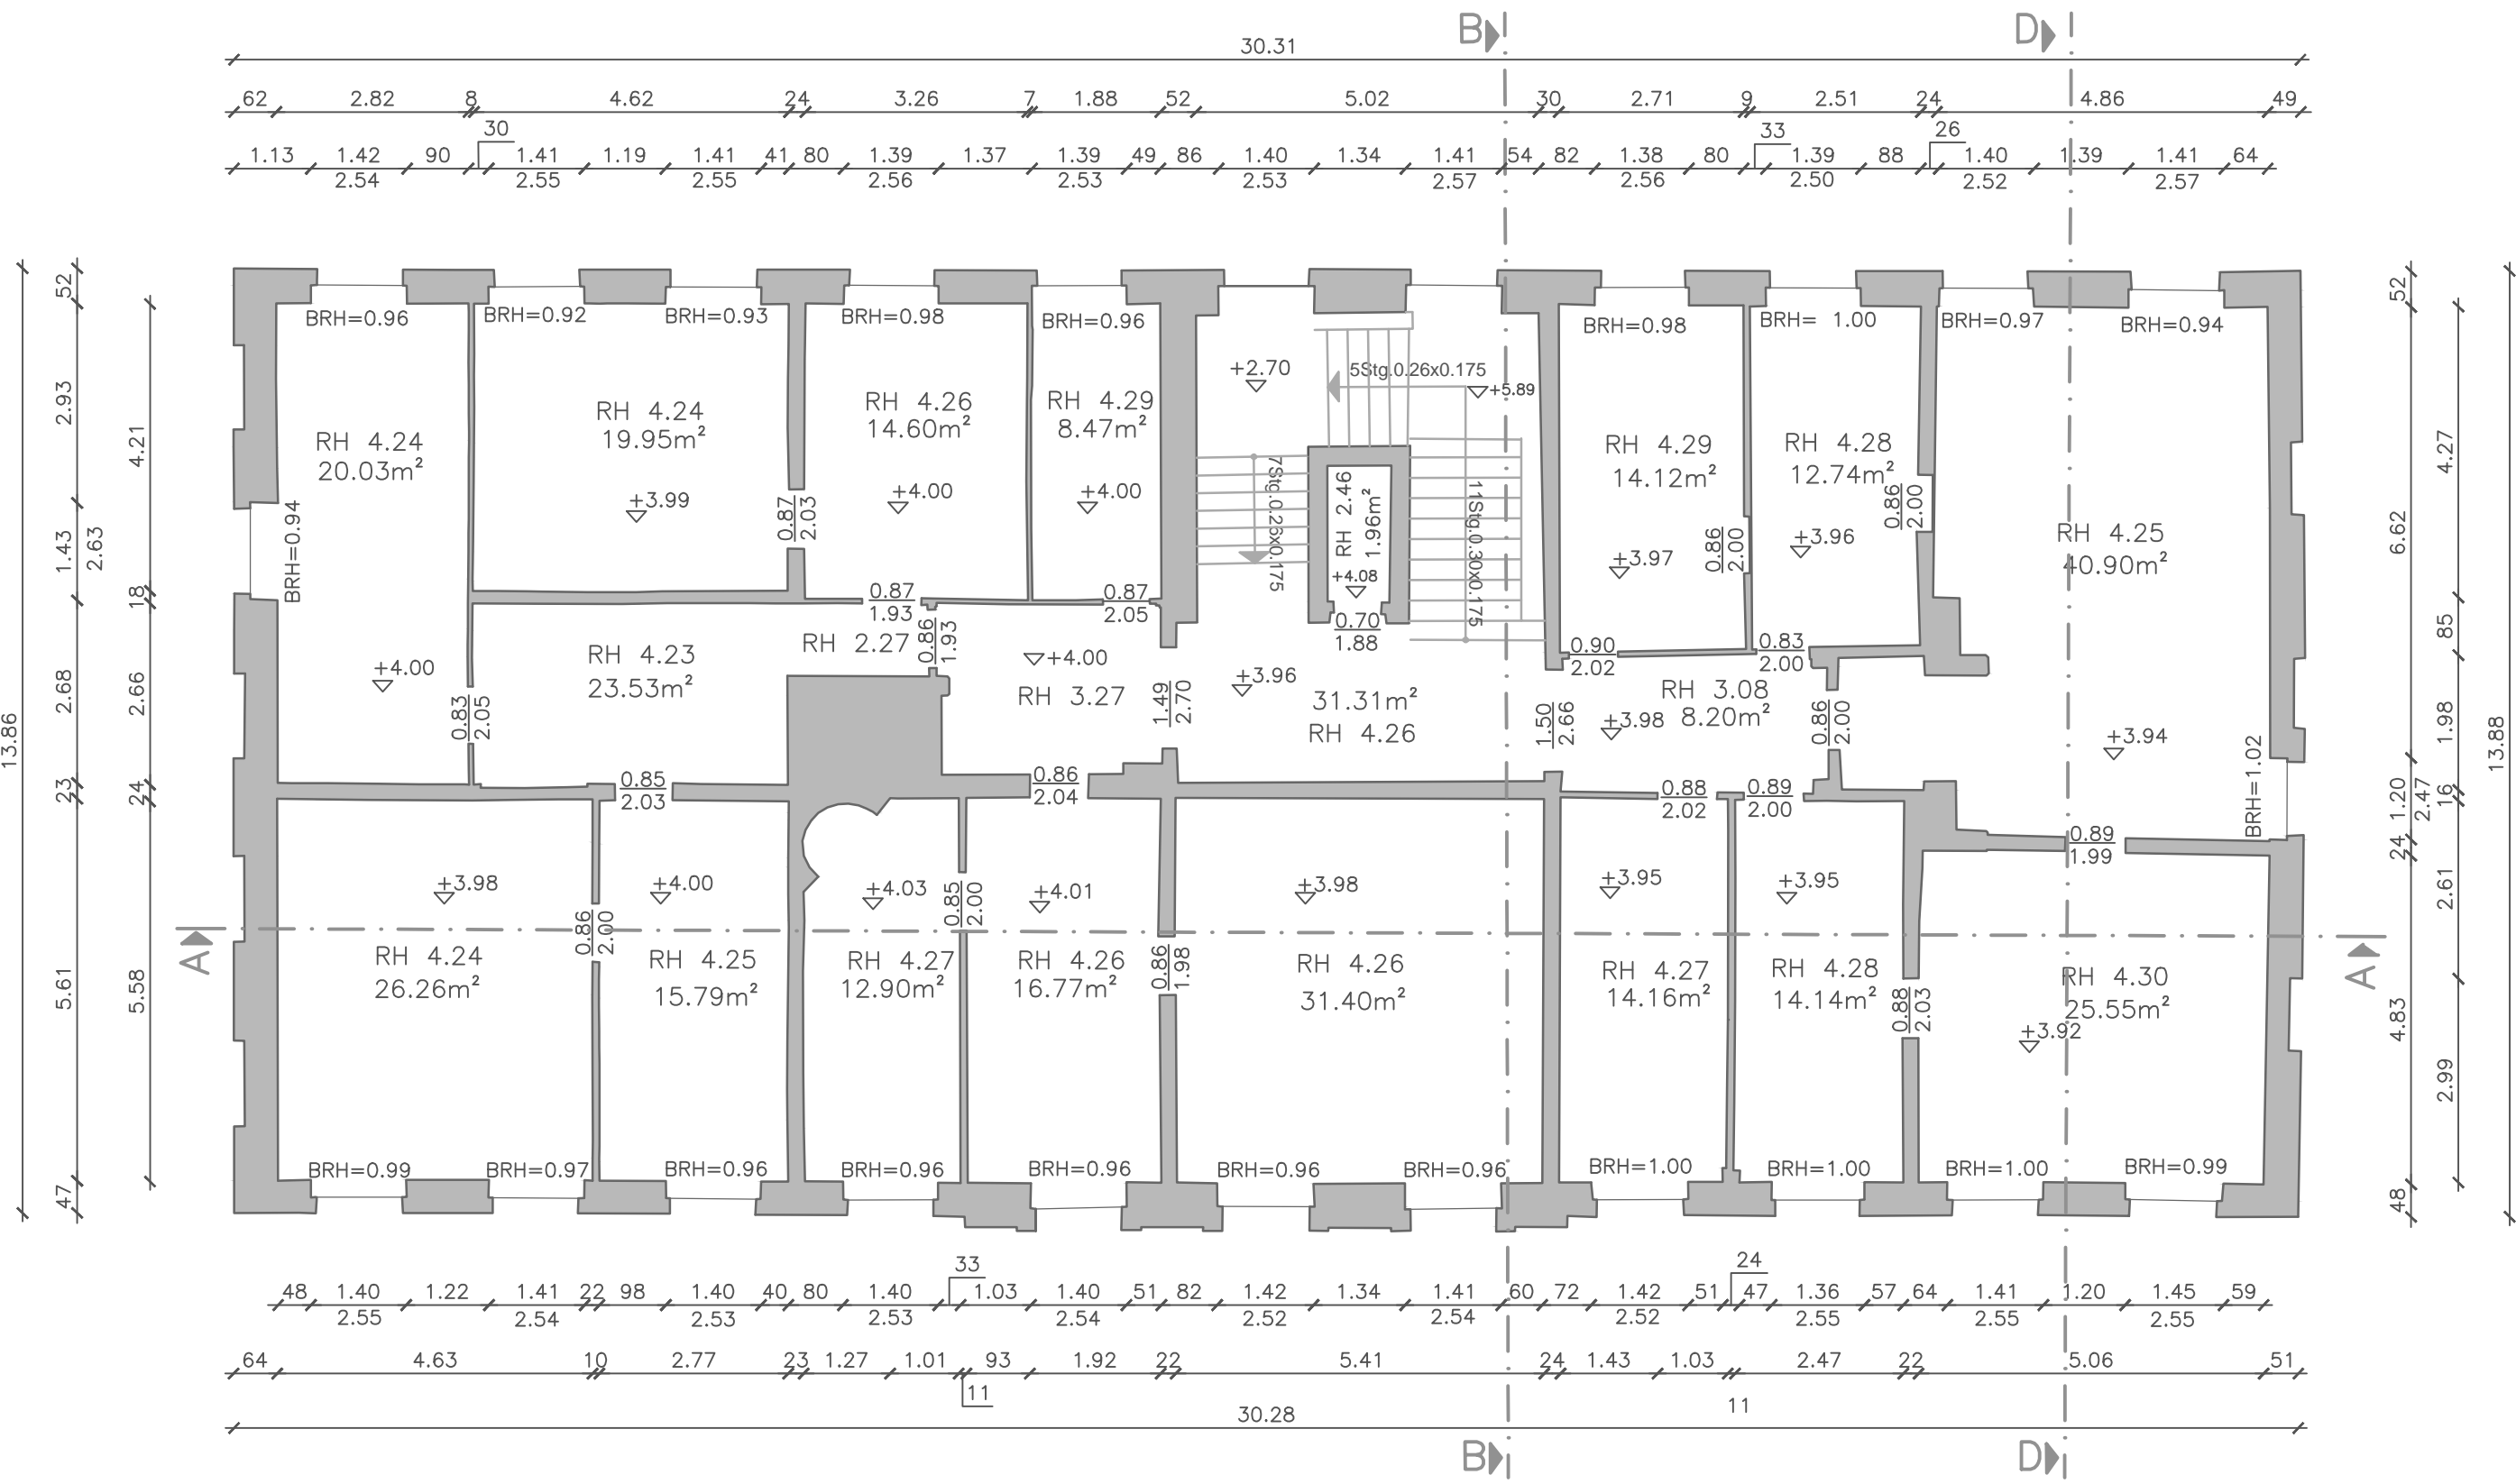 B D
30.31
62 2.82 8 4.62 24 3.26 7 1.88 52 5.02 30 2.71 9 2.51 24 4.86 49
30 33 26
1.13 1.42 90 1.41 1.19 1.41 41 80 1.39 1.37 1.39 49 86 1.40 1.34 1.41 54 82 1.38 80 1.39 88 1.40 1.39 1.41 64
2.54 2.55 2.55 2.56 2.53 2.53 2.57 2.56 2.50 2.52 2.57
13.86
52 2.93 1.43 2.63 2.68 23 5.61 47
4.21 18 2.66 24 5.58
BRH=0.96 BRH=0.92 BRH=0.93 BRH=0.98 BRH=0.96 BRH=0.98 BRH= 1.00 BRH=0.97 BRH=0.94
+2.70
5Stg.0.26x0.175
+5.89
RH 4.24
20.03m²
RH 4.24
19.95m²
RH 4.26
14.60m²
RH 4.29
8.47m²
RH 4.29
14.12m²
RH 4.28
12.74m²
RH 4.25
40.90m²
+3.99 +4.00 +4.00 +3.97 +3.96
BRH=0.94
0.87
2.03
7Stg.0.26x0.175
RH 2.46
1.96m²
+4.08
11Stg.0.30x0.175
0.86
2.00
0.86
2.00
0.87
1.93
0.87
2.05
0.70
1.88
0.90
2.02
0.83
2.00
RH 4.23
23.53m²
RH 2.27
0.86
1.93
+4.00
RH 3.27
+4.00
0.83
2.05
1.49
2.70
+3.96
31.31m²
RH 4.26
1.50
2.66
RH 3.08
8.20m²
+3.98
0.86
2.00
+3.94
BRH=1.02
0.85
2.03
0.86
2.04
0.88
2.02
0.89
2.00
0.89
1.99
+3.98 +4.00 +4.03 +4.01 +3.98 +3.95 +3.95
0.86
2.00
0.85
2.00
0.86
1.98
0.88
2.03
A A
RH 4.24
26.26m²
RH 4.25
15.79m²
RH 4.27
12.90m²
RH 4.26
16.77m²
RH 4.26
31.40m²
RH 4.27
14.16m²
RH 4.28
14.14m²
RH 4.30
25.55m²
+3.92
BRH=0.99 BRH=0.97 BRH=0.96 BRH=0.96 BRH=0.96 BRH=0.96 BRH=0.96 BRH=1.00 BRH=1.00 BRH=1.00 BRH=0.99
52 6.62 1.20 2.47 24 4.83 48
4.27 85 1.98 16 2.61 2.99
13.88
33 24
48 1.40 1.22 1.41 22 98 1.40 40 80 1.40 1.03 1.40 51 82 1.42 1.34 1.41 60 72 1.42 51 47 1.36 57 64 1.41 1.20 1.45 59
2.55 2.54 2.53 2.53 2.54 2.52 2.54 2.52 2.55 2.55 2.55
64 4.63 10 2.77 23 1.27 1.01 93 1.92 22 5.41 24 1.43 1.03 2.47 22 5.06 51
11 11
30.28
B D